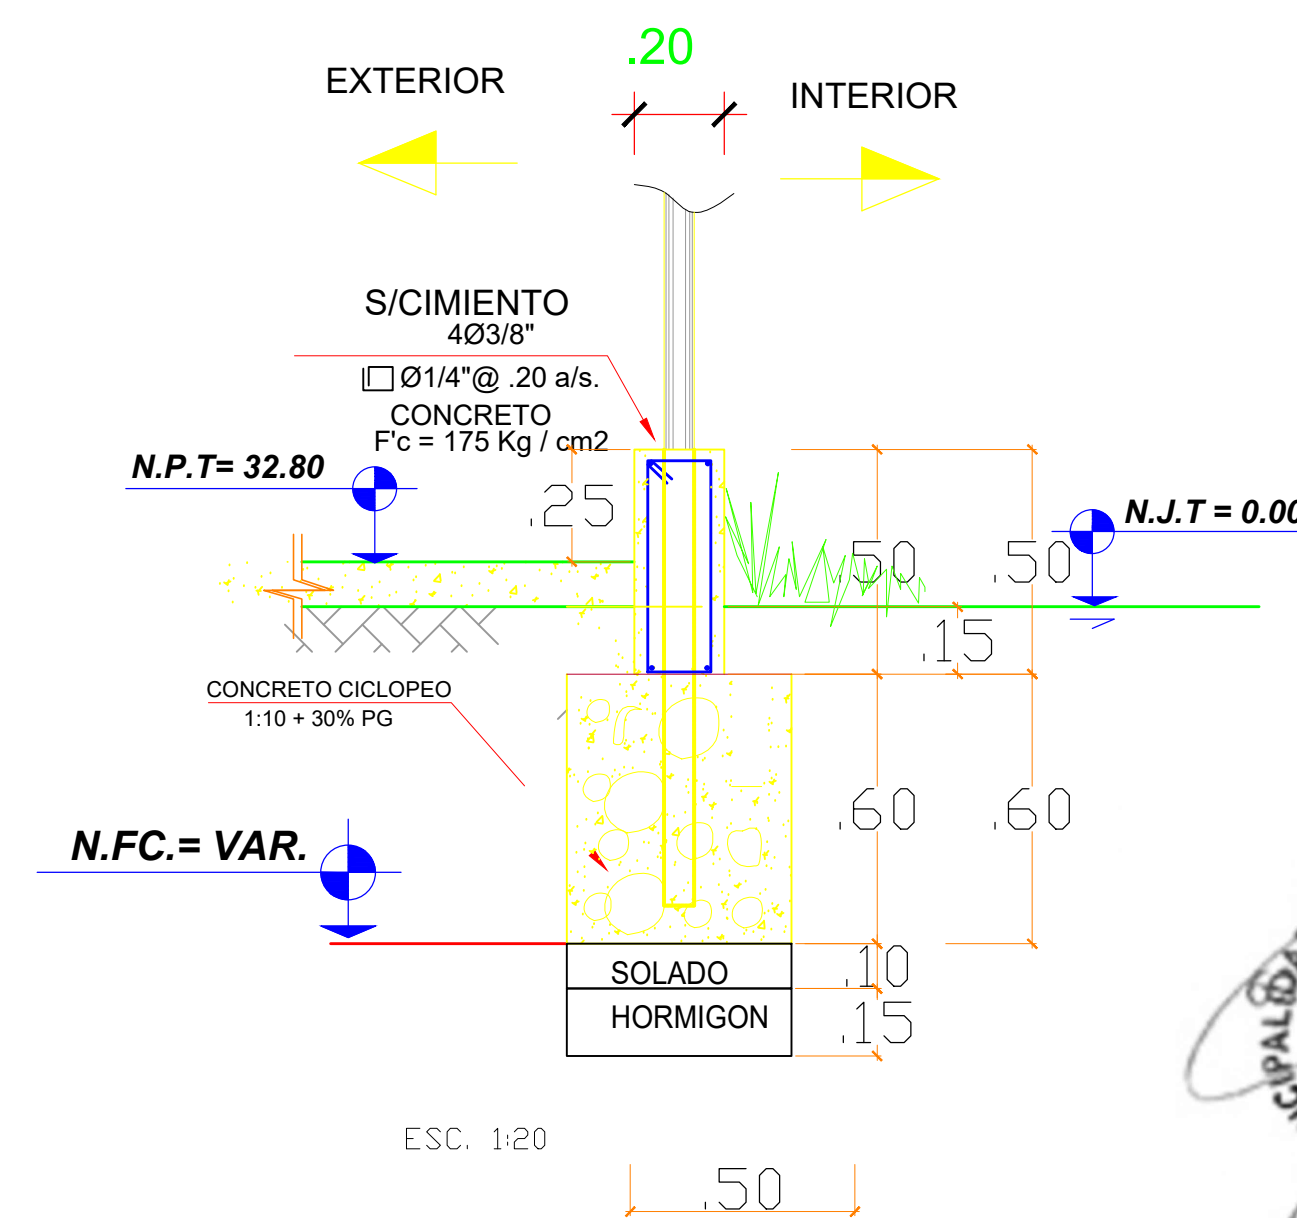 .20
EXTERIOR
INTERIOR
S/CIMIENTO
4Ø3/8"
Ø1/4"@ .20 a/s.
CONCRETO
F'c = 175 Kg / cm2
N.P.T= 32.80
.25
N.J.T = 0.00
.50
.50
.15
CONCRETO CICLOPEO
1:10 + 30% PG
.60
.60
N.FC.= VAR.
SOLADO
.10
HORMIGON
.15
ESC. 1:20
.50